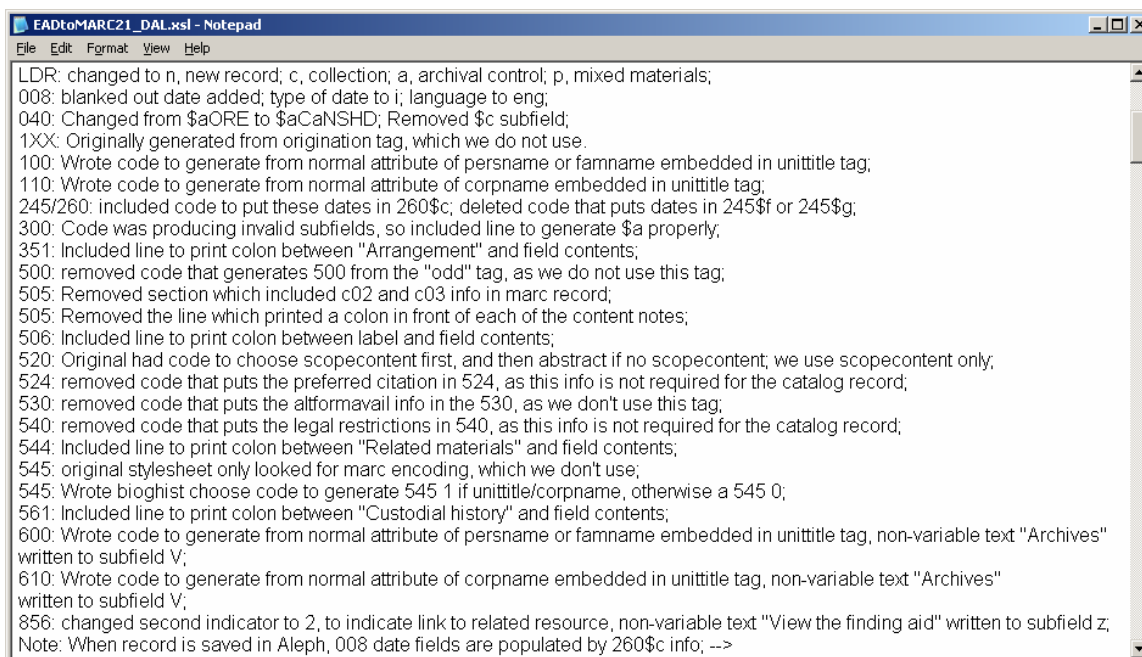 EADtoMARC21_DAL.xsl - Notepad
File Edit Format View Help
LDR: changed to n, new record; c, collection; a, archival control; p, mixed materials;
008: blanked out date added; type of date to i; language to eng;
040: Changed from $aORE to $aCaNSHD; Removed $c subfield;
1XX: Originally generated from origination tag, which we do not use.
100: Wrote code to generate from normal attribute of persname or famname embedded in unittitle tag;
110: Wrote code to generate from normal attribute of corpname embedded in unittitle tag;
245/260: included code to put these dates in 260$c; deleted code that puts dates in 245$f or 245$g;
300: Code was producing invalid subfields, so included line to generate $a properly;
351: Included line to print colon between "Arrangement" and field contents;
500: removed code that generates 500 from the "odd" tag, as we do not use this tag;
505: Removed section which included c02 and c03 info in marc record;
505: Removed the line which printed a colon in front of each of the content notes;
506: Included line to print colon between label and field contents;
520: Original had code to choose scopecontent first, and then abstract if no scopecontent; we use scopecontent only;
524: removed code that puts the preferred citation in 524, as this info is not required for the catalog record;
530: removed code that puts the altformavail info in the 530, as we don't use this tag;
540: removed code that puts the legal restrictions in 540, as this info is not required for the catalog record;
544: Included line to print colon between "Related materials" and field contents;
545: original stylesheet only looked for marc encoding, which we don't use;
545: Wrote bioghist choose code to generate 545 1 if unittitle/corpname, otherwise a 545 0;
561: Included line to print colon between "Custodial history" and field contents;
600: Wrote code to generate from normal attribute of persname or famname embedded in unittitle tag, non-variable text "Archives"
written to subfield V;
610: Wrote code to generate from normal attribute of corpname embedded in unittitle tag, non-variable text "Archives"
written to subfield V;
856: changed second indicator to 2, to indicate link to related resource, non-variable text "View the finding aid" written to subfield z;
Note: When record is saved in Aleph, 008 date fields are populated by 260$c info; -->